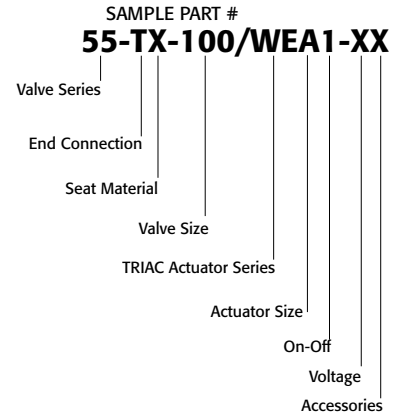 SAMPLE PART #
55-TX-100/WEA1-XX
Valve Series
End Connection
Seat Material
Valve Size
TRIAC Actuator Series
Actuator Size
On-Off
Voltage
Accessories